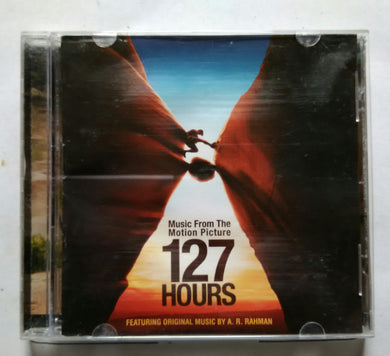 Music From The
Motion Picture
127
HOURS
FEATURING ORIGINAL MUSIC BY A. R. RAHMAN